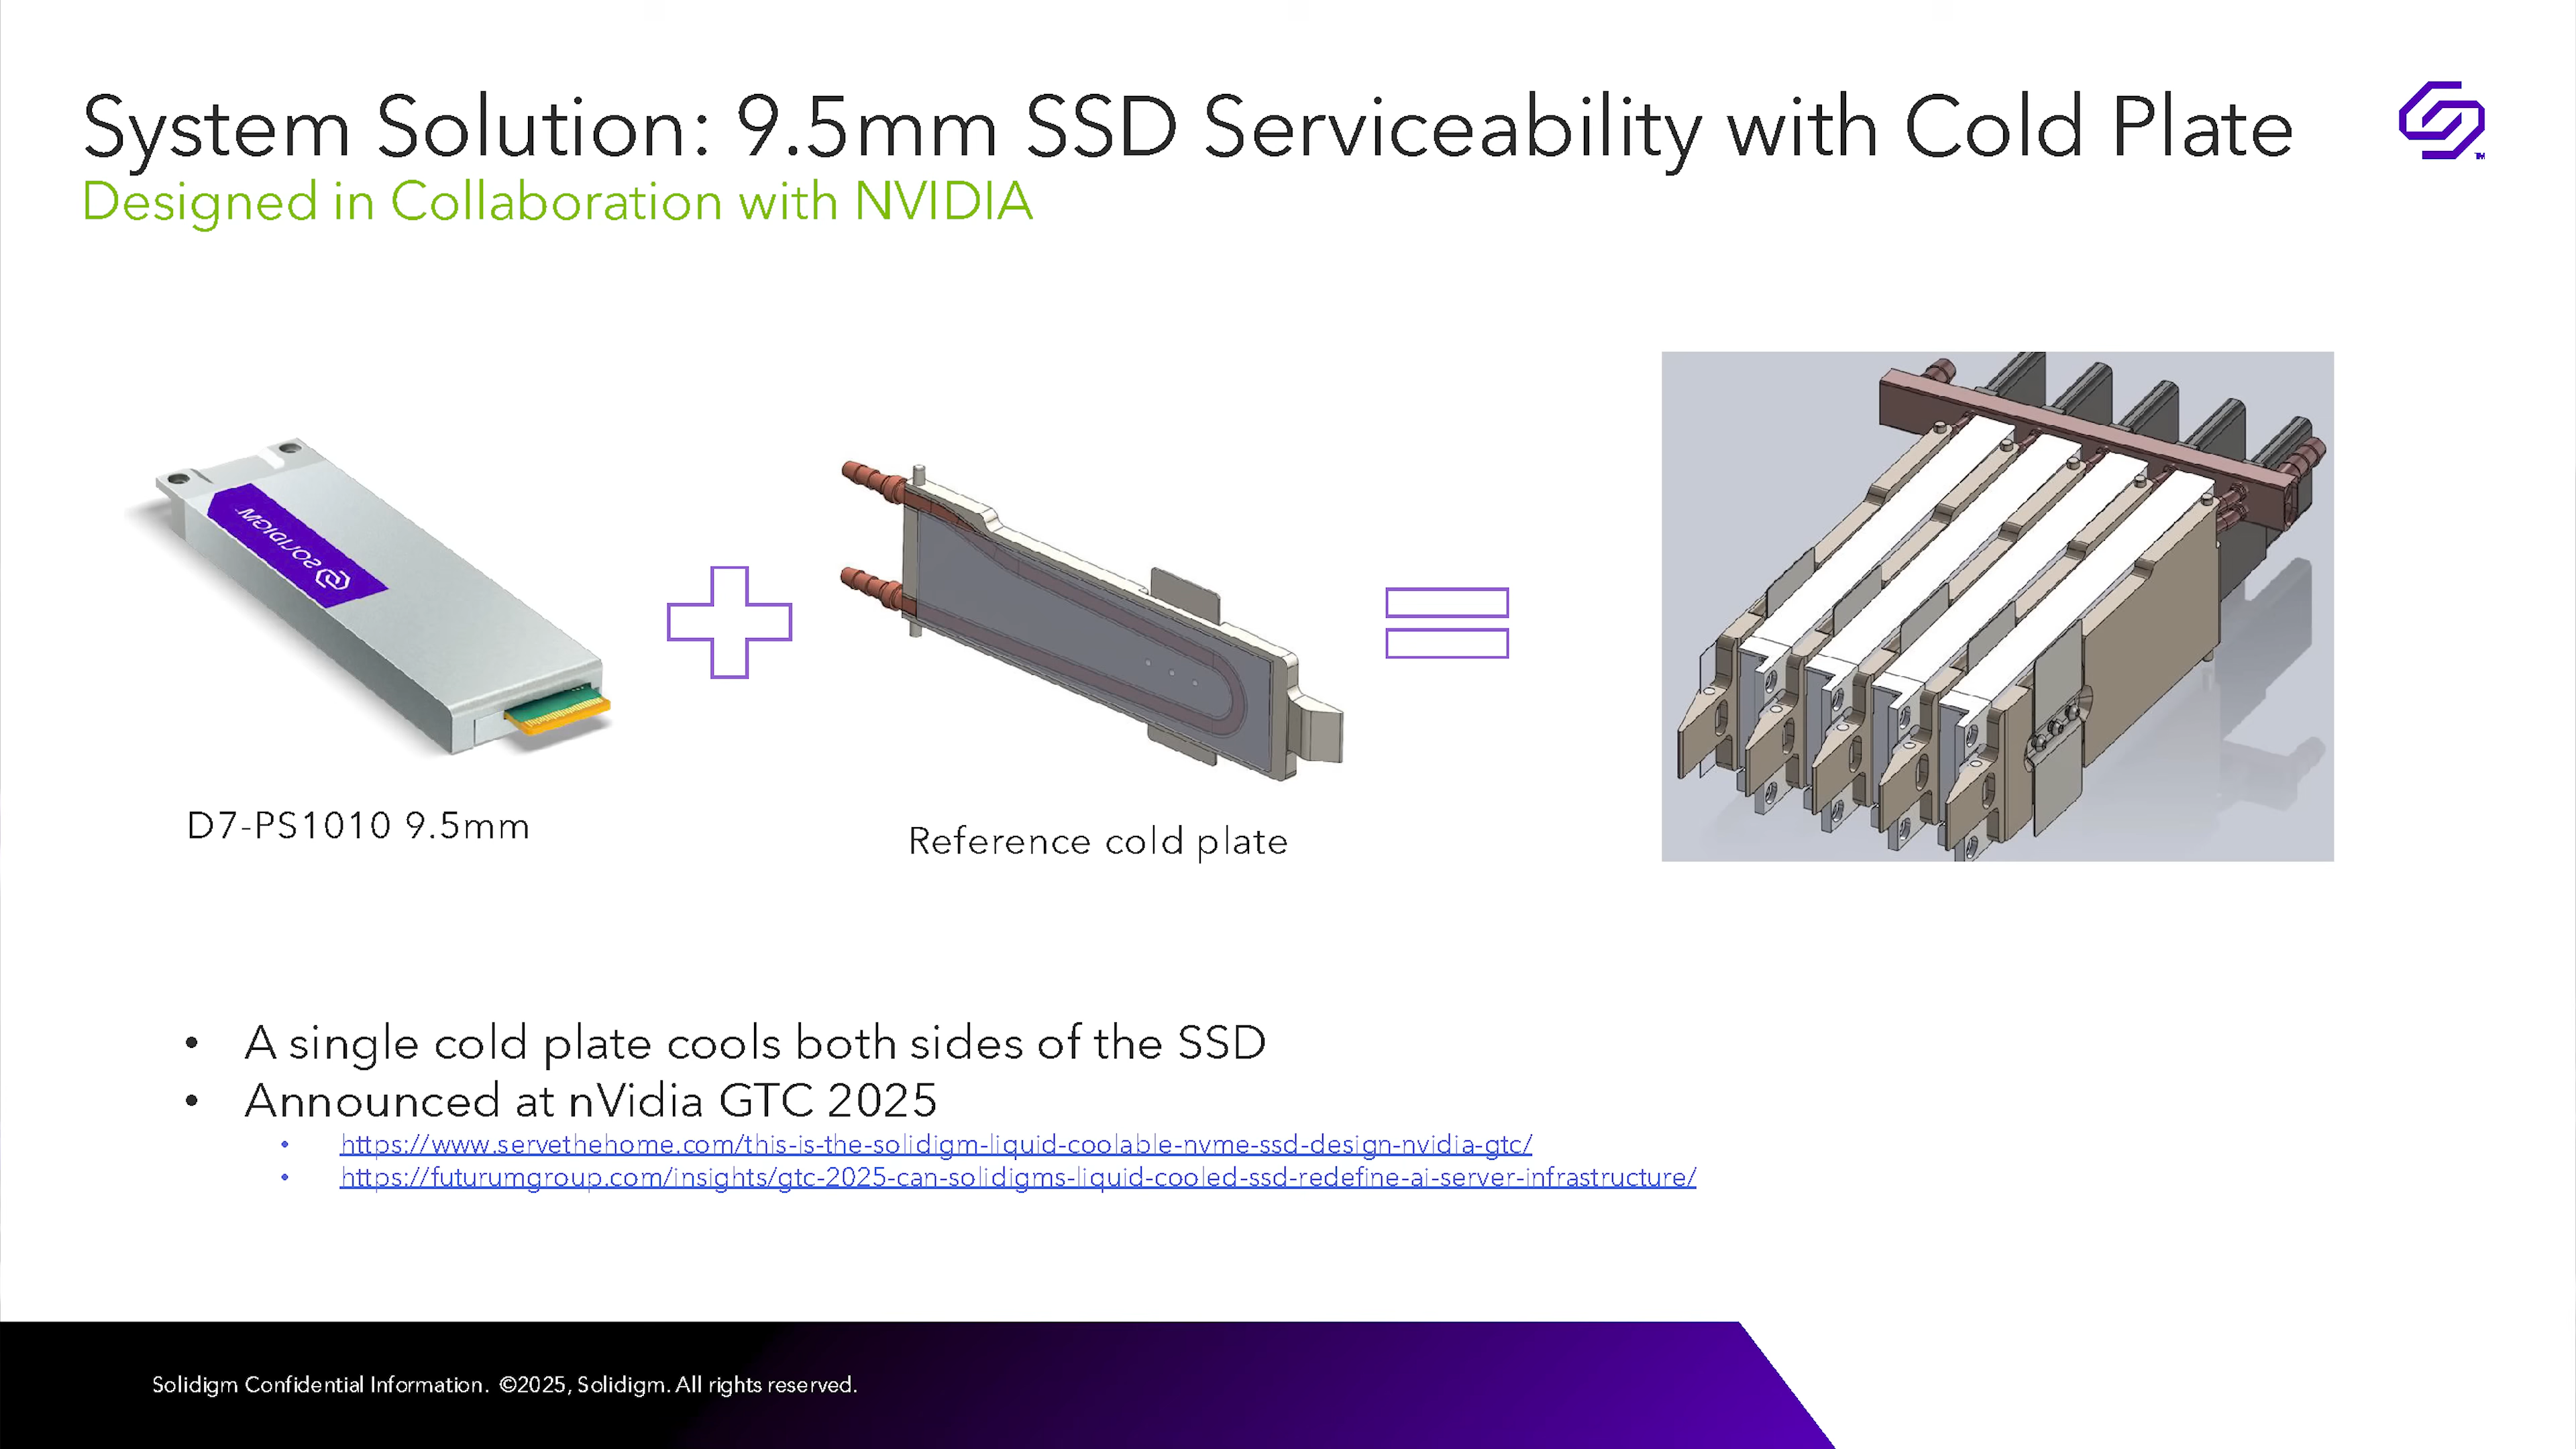 System Solution: 9.5mm SSD Serviceability with Cold Plate
TM
Designed in Collaboration with NVIDIA
SOLIDIGM
D7-PS1010 9.5mm
Reference cold plate
• A single cold plate cools both sides of the SSD
• Announced at nVidia GTC 2025
• https://www.servethehome.com/this-is-the-solidigm-liquid-coolable-nvme-ssd-design-nvidia-gtc/
• https://futurumgroup.com/insights/gtc-2025-can-solidigms-liquid-cooled-ssd-redefine-ai-server-infrastructure/
Solidigm Confidential Information. ©2025, Solidigm. All rights reserved.